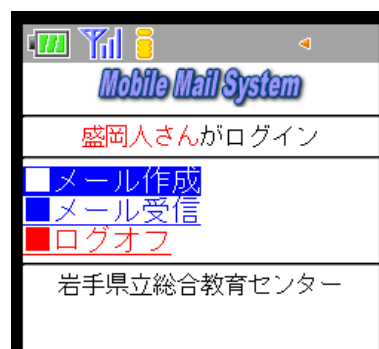 Mobile Mail System
盛岡人さんがログイン
■メール作成
■メール受信
■ログオフ
岩手県立総合教育センター